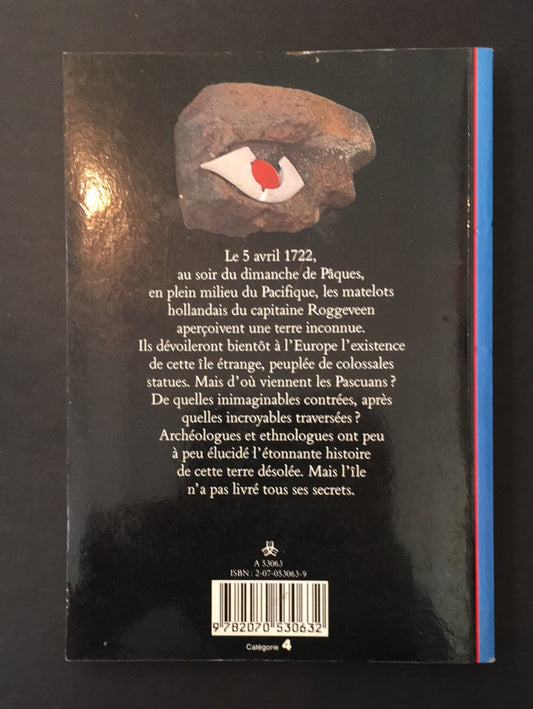 Le 5 avril 1722,
au soir du dimanche de Pâques,
en plein milieu du Pacifique, les matelots
hollandais du capitaine Roggeveen
aperçoivent une terre inconnue.
Ils dévoileront bientôt à l'Europe l'existence
de cette île étrange, peuplée de colossales
statues. Mais d'où viennent les Pascuans ?
De quelles inimaginables contrées, après
quelles incroyables traversées ?
Archéologues et ethnologues ont peu
à peu élucidé l'étonnante histoire
de cette terre désolée. Mais l'île
n'a pas livré tous ses secrets.
A 53063
ISBN : 2-07-053063-9
9 782070 530632
Catégorie 4